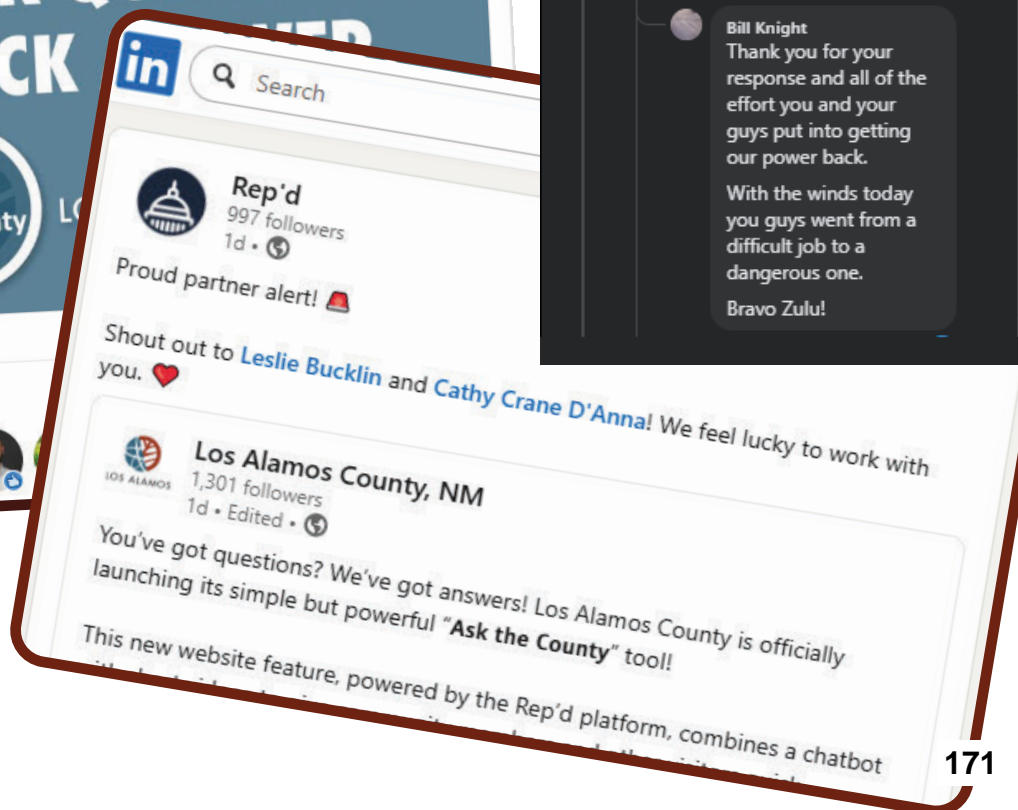 CK
ty
in
Search
Rep'd
997 followers
1d •
Proud partner alert!
Shout out to Leslie Bucklin and Cathy Crane D'Anna! We feel lucky to work with
you.
LOS ALAMOS
Los Alamos County, NM
1,301 followers
1d • Edited •
You've got questions? We've got answers! Los Alamos County is officially
launching its simple but powerful "Ask the County" tool!
This new website feature, powered by the Rep'd platform, combines a chatbot
Bill Knight
Thank you for your
response and all of the
effort you and your
guys put into getting
our power back.
With the winds today
you guys went from a
difficult job to a
dangerous one.
Bravo Zulu!
171